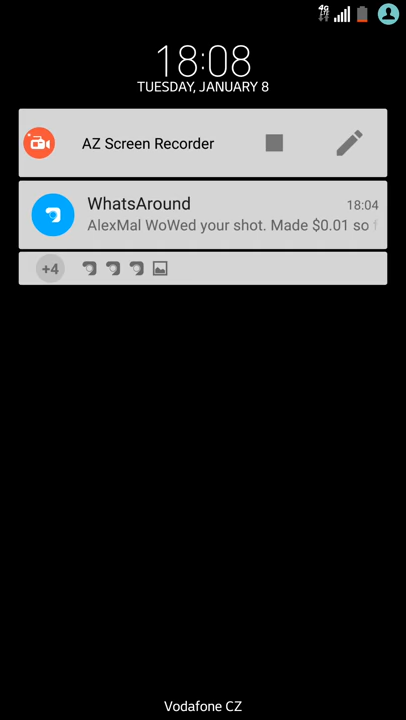 4G
LTE
18:08
TUESDAY, JANUARY 8
AZ Screen Recorder
WhatsAround
18:04
AlexMal WoWed your shot. Made $0.01 so f
+4
Vodafone CZ